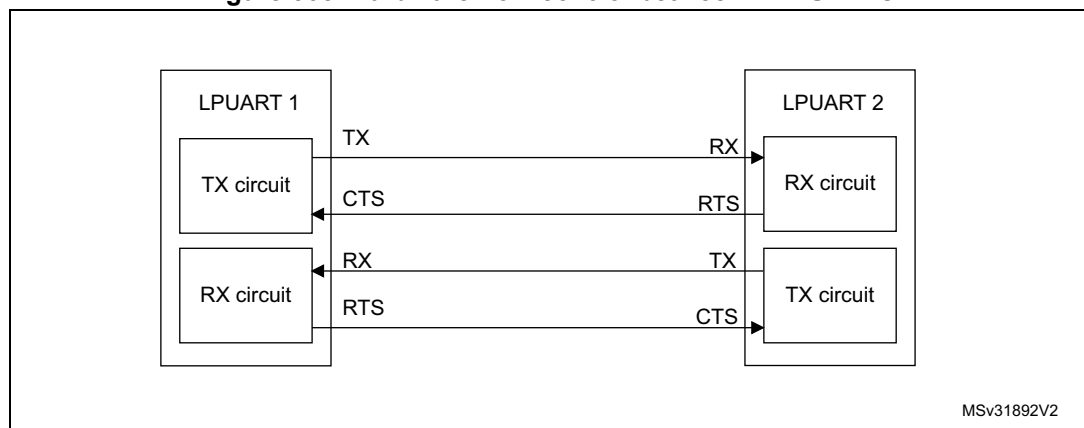 LPUART 1
LPUART 2
TX
RX
TX circuit
RX circuit
CTS
RTS
RX
TX
RX circuit
TX circuit
RTS
CTS
MSv31892V2